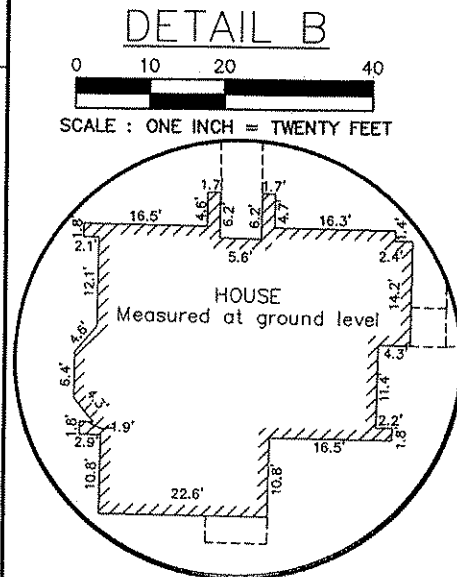 DETAIL B
0 10 20 40
SCALE : ONE INCH = TWENTY FEET
1.7' 1.7'
4.6' 6.2' 6.2' 4.7'
1.8' 16.5' 16.3' 1.4'
2.1' 5.6' 2.4'
12.1' 14.2'
HOUSE
Measured at ground level
4.6' 4.3'
6.4' 11.4'
4.3'
1.8' 1.9' 2.2' 1.8'
2.9' 16.5'
10.8' 10.8'
22.6'